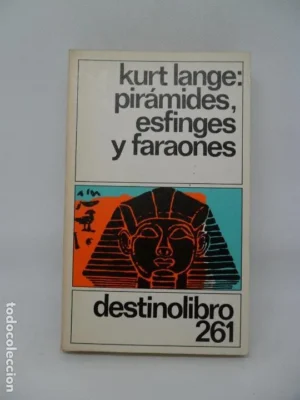 kurt lange:
pirámides,
esfinges
y faraones
destinolibro
261
todocoleccion